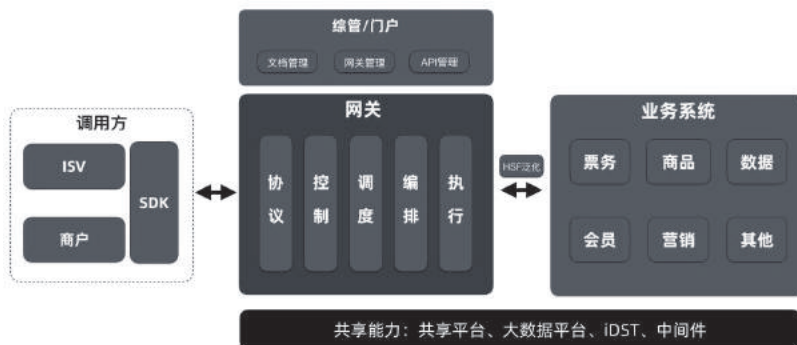 综管/门户
文档管理 网关管理 API管理
调用方
ISV
商户
SDK
网关
协议
控制
调度
编排
执行
HSF泛化
业务系统
票务 商品 数据
会员 营销 其他
共享能力：共享平台、大数据平台、iDST、中间件